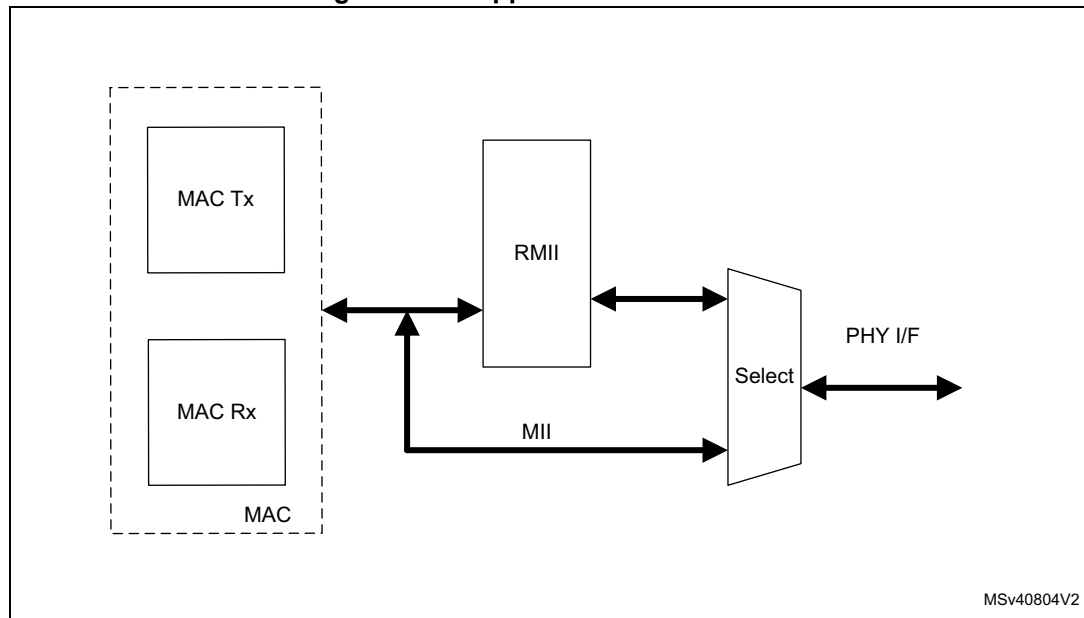 MAC Tx
RMII
PHY I/F
Select
MAC Rx
MII
MAC
MSv40804V2